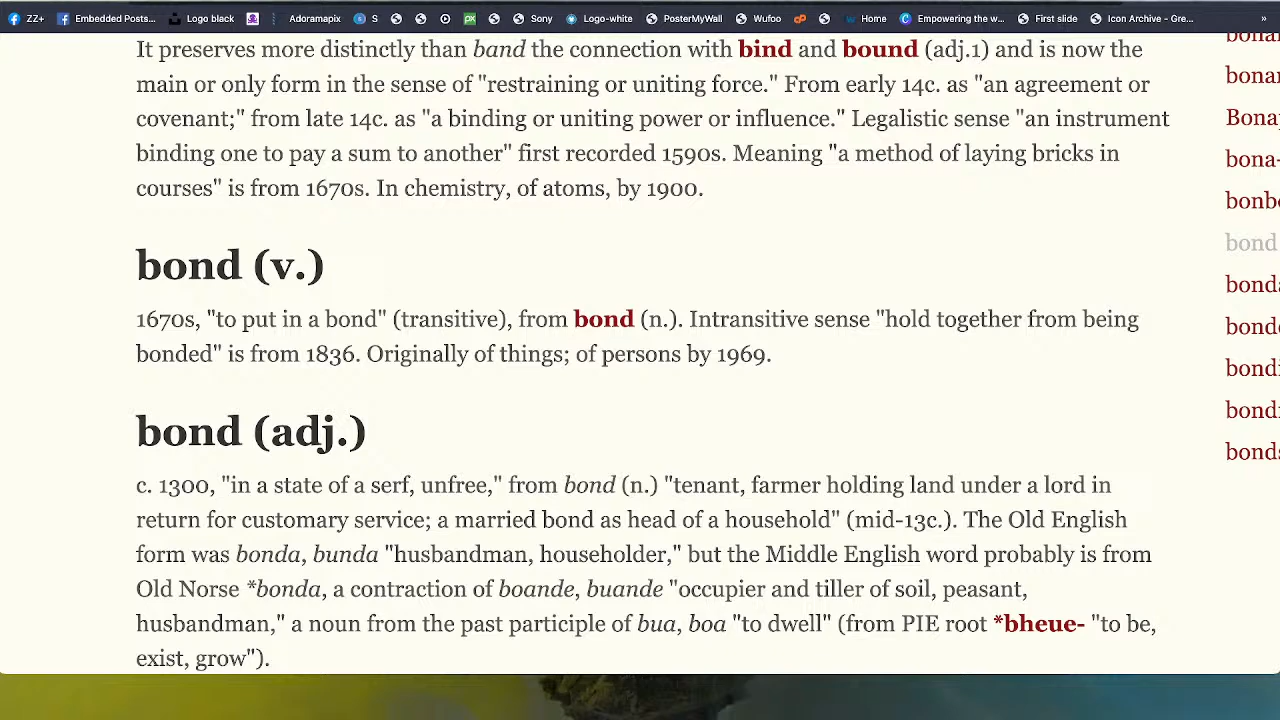 ZZ+ Embedded Posts... Logo black Adoramapix S Sony Logo-white PosterMyWall Wufoo Home Empowering the w... First slide Icon Archive - Gre... »
It preserves more distinctly than band the connection with bind and bound (adj.1) and is now the
main or only form in the sense of "restraining or uniting force." From early 14c. as "an agreement or
covenant;" from late 14c. as "a binding or uniting power or influence." Legalistic sense "an instrument
binding one to pay a sum to another" first recorded 1590s. Meaning "a method of laying bricks in
courses" is from 1670s. In chemistry, of atoms, by 1900.
bond (v.)
1670s, "to put in a bond" (transitive), from bond (n.). Intransitive sense "hold together from being
bonded" is from 1836. Originally of things; of persons by 1969.
bond (adj.)
c. 1300, "in a state of a serf, unfree," from bond (n.) "tenant, farmer holding land under a lord in
return for customary service; a married bond as head of a household" (mid-13c.). The Old English
form was bonda, bunda "husbandman, householder," but the Middle English word probably is from
Old Norse *bonda, a contraction of boande, buande "occupier and tiller of soil, peasant,
husbandman," a noun from the past participle of bua, boa "to dwell" (from PIE root *bheue- "to be,
exist, grow").
bona-
bond